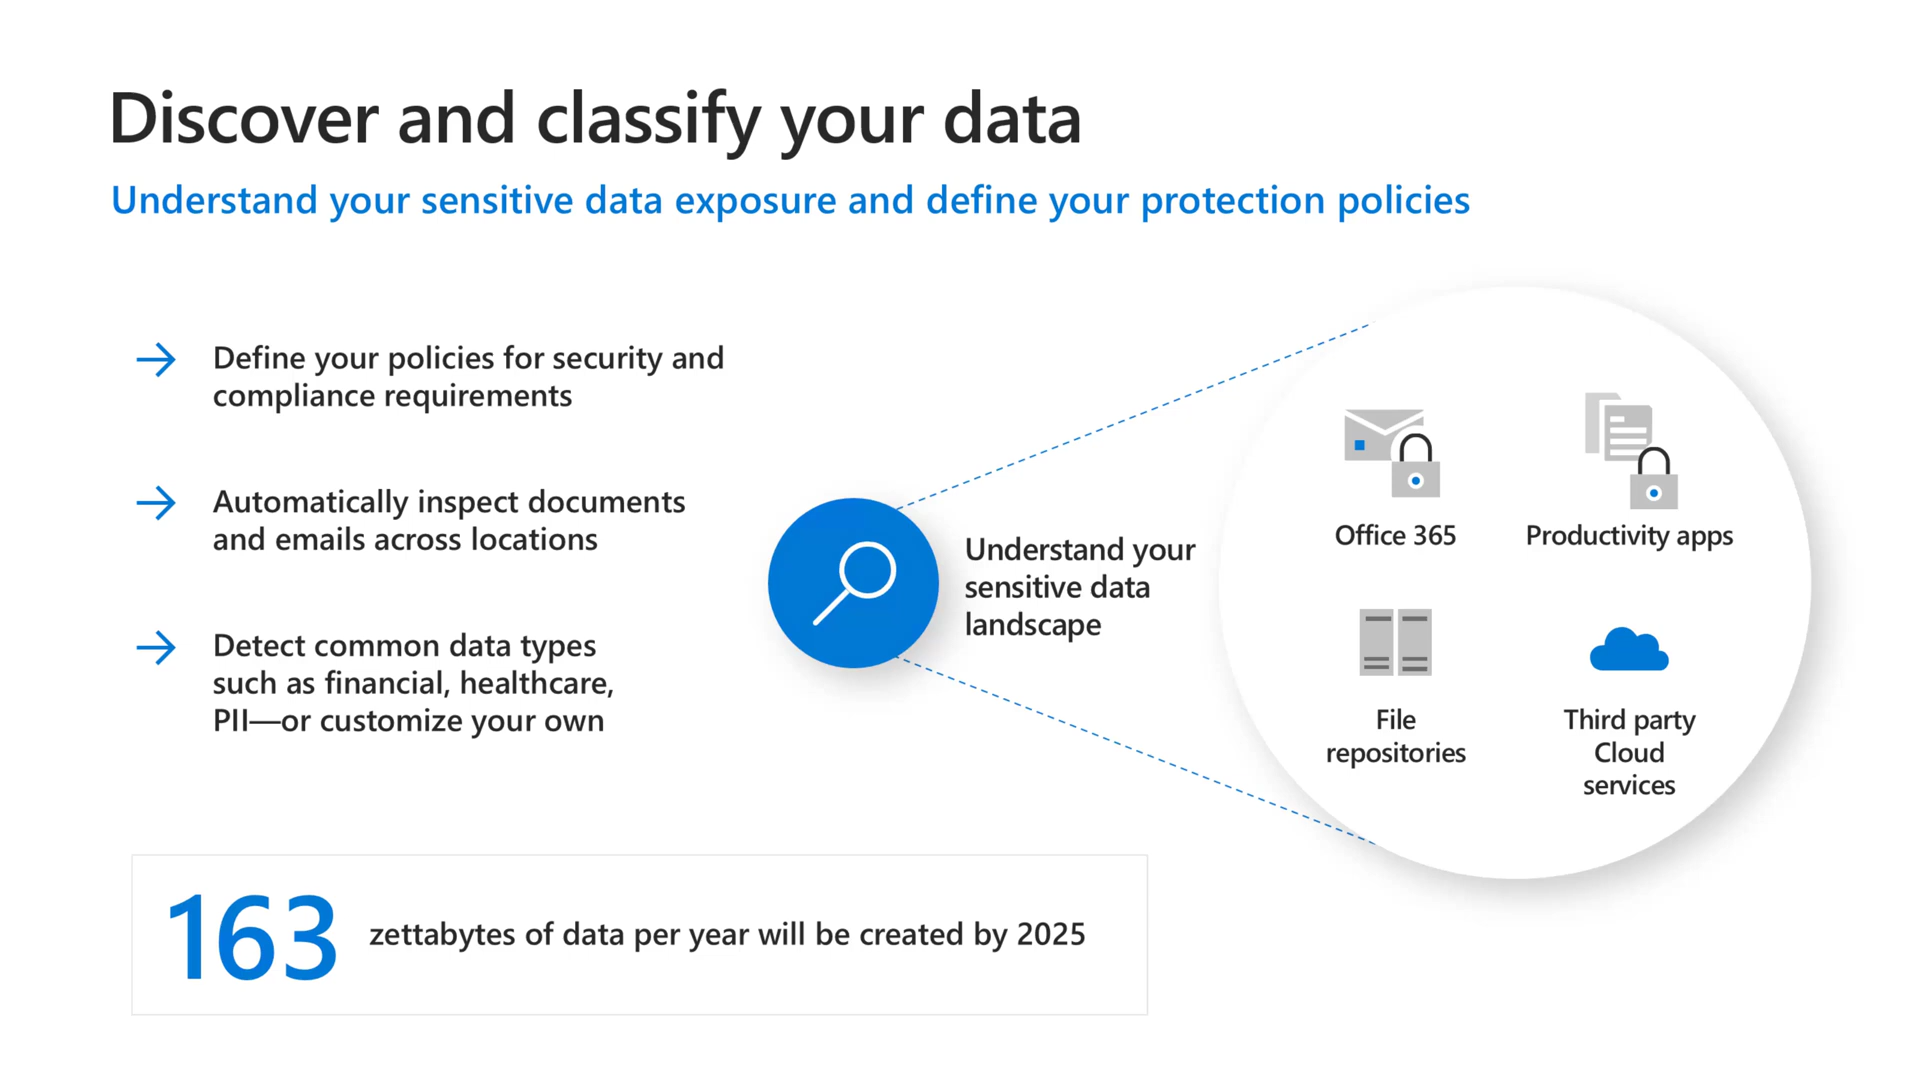 Discover and classify your data
Understand your sensitive data exposure and define your protection policies
Define your policies for security and
compliance requirements
Automatically inspect documents
and emails across locations
Detect common data types
such as financial, healthcare,
PII—or customize your own
Understand your
sensitive data
landscape
Office 365
Productivity apps
File
repositories
Third party
Cloud
services
163
zettabytes of data per year will be created by 2025